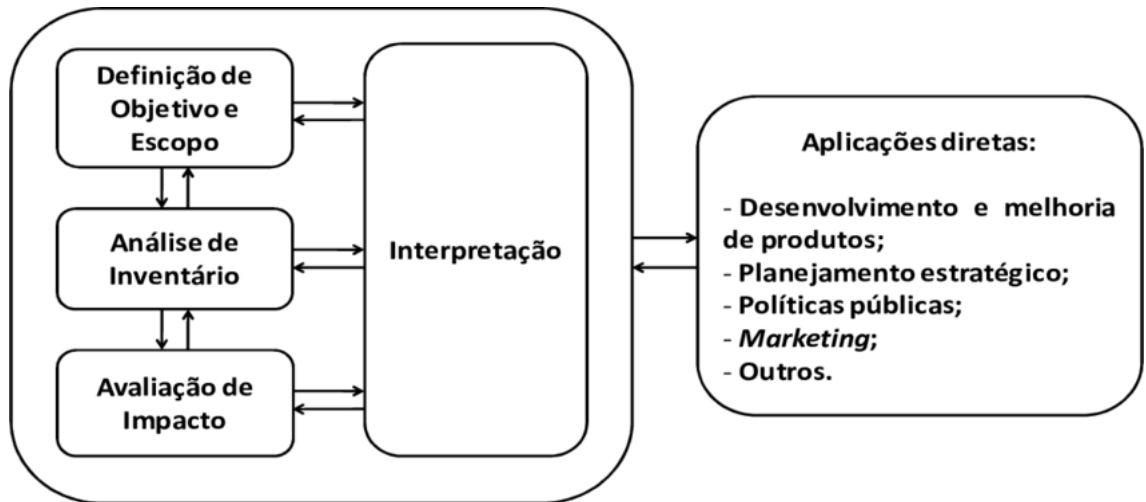 Definição de
Objetivo e
Escopo
Análise de
Inventário
Avaliação de
Impacto
Interpretação
Aplicações diretas:
- Desenvolvimento e melhoria
de produtos;
- Planejamento estratégico;
- Políticas públicas;
- Marketing;
- Outros.